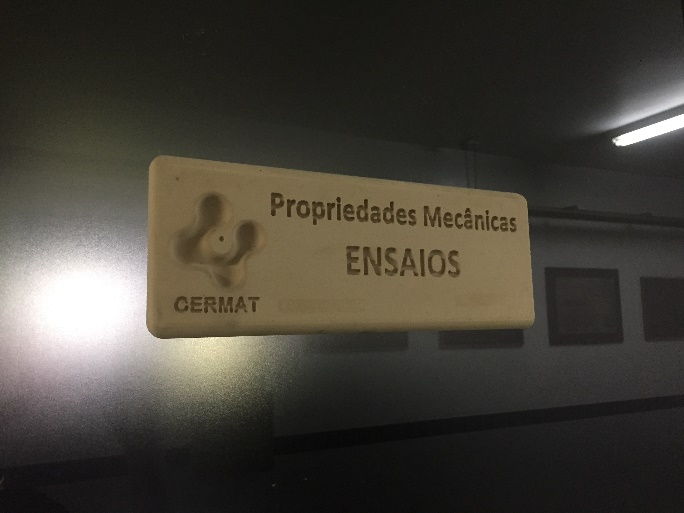 Propriedades Mecânicas
ENSAIOS
CERMAT